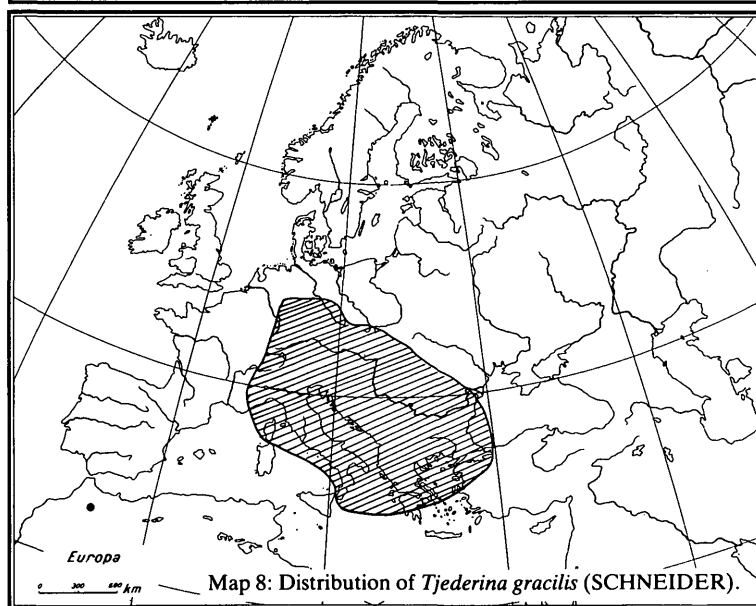 Europa
0 300 600 km
Map 8: Distribution of Tjederina gracilis (SCHNEIDER).